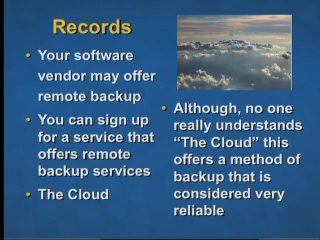 Records
• Your software
vendor may offer
remote backup
• You can sign up
for a service that
offers remote
backup services
• The Cloud
• Although, no one
really understands
“The Cloud” this
offers a method of
backup that is
considered very
reliable